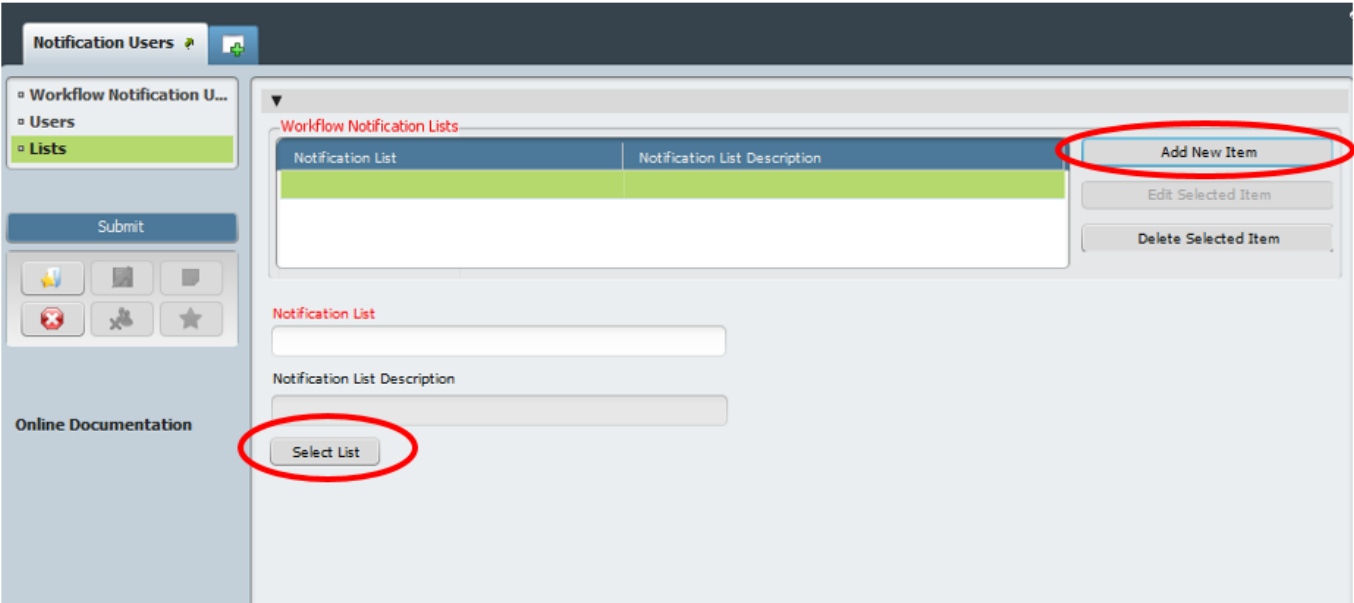 Notification Users
Workflow Notification U...
Users
Lists
Submit
Online Documentation
Workflow Notification Lists
Notification List Notification List Description
Add New Item
Edit Selected Item
Delete Selected Item
Notification List
Notification List Description
Select List